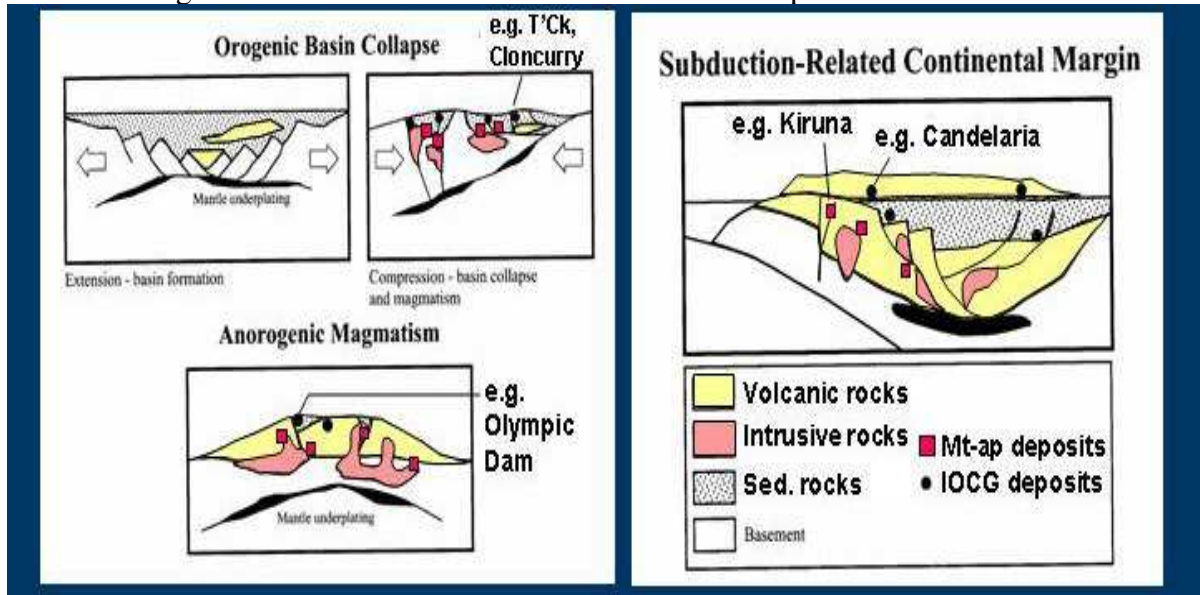 Orogenic Basin Collapse
e.g. T'Ck,
Cloncurry
Mantle underplating
Extension - basin formation
Compression - basin collapse
and magmatism
Anorogenic Magmatism
e.g.
Olympic
Dam
Mantle underplating
Subduction-Related Continental Margin
e.g. Kiruna
e.g. Candelaria
Volcanic rocks
Intrusive rocks
Mt-ap deposits
Sed. rocks
IOCG deposits
Basement